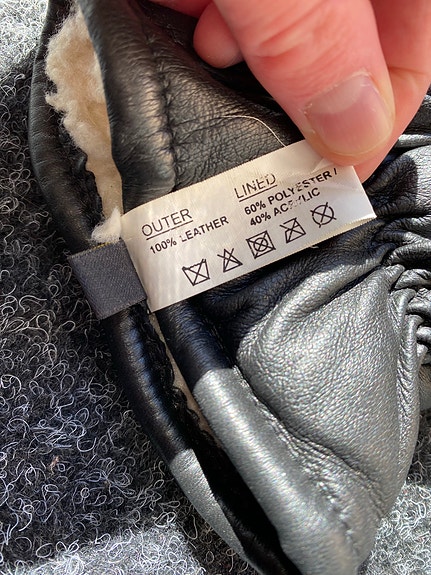 OUTER
100% LEATHER
LINED
60% POLYESTER /
40% ACRYLIC